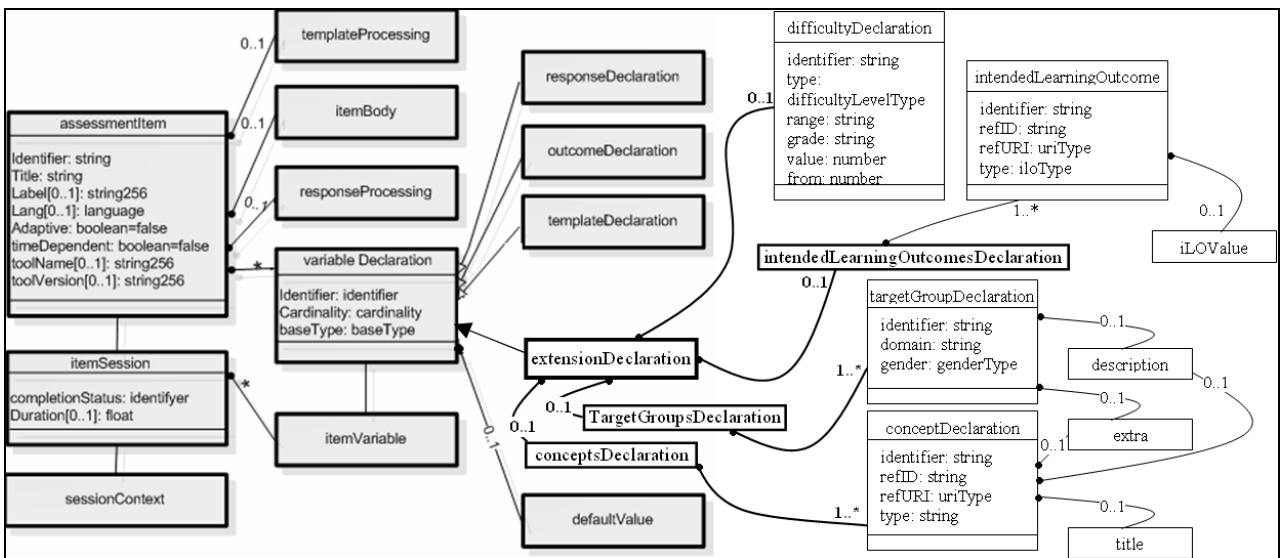 templateProcessing
0..1
itemBody
0..1
responseProcessing
0..1
assessmentItem
Identifier: string
Title: string
Label[0..1]: string256
Lang[0..1]: language
Adaptive: boolean=false
timeDependent: boolean=false
toolName[0..1]: string256
toolVersion[0..1]: string256
*
variable Declaration
Identifier: identifier
Cardinality: cardinality
baseType: baseType
itemSession
completionStatus: identifyer
Duration[0..1]: float
*
itemVariable
sessionContext
responseDeclaration
outcomeDeclaration
templateDeclaration
0..1
defaultValue
extensionDeclaration
0..1
TargetGroupsDeclaration
0..1
conceptsDeclaration
difficultyDeclaration
identifier: string
type:
difficultyLevelType
range: string
grade: string
value: number
from: number
0..1
intendedLearningOutcome
identifier: string
refID: string
refURI: uriType
type: iloType
1..*
0..1
iLOValue
intendedLearningOutcomesDeclaration
0..1
targetGroupDeclaration
identifier: string
domain: string
gender: genderType
1..*
0..1
description
0..1
0..1
extra
conceptDeclaration
identifier: string
refID: string
refURI: uriType
type: string
1..*
0..1
0..1
title